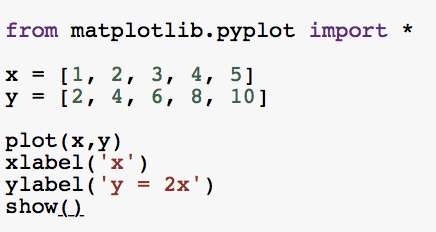 from matplotlib.pyplot import *
x = [1, 2, 3, 4, 5]
y = [2, 4, 6, 8, 10]
plot(x,y)
xlabel('x')
ylabel('y = 2x')
show()